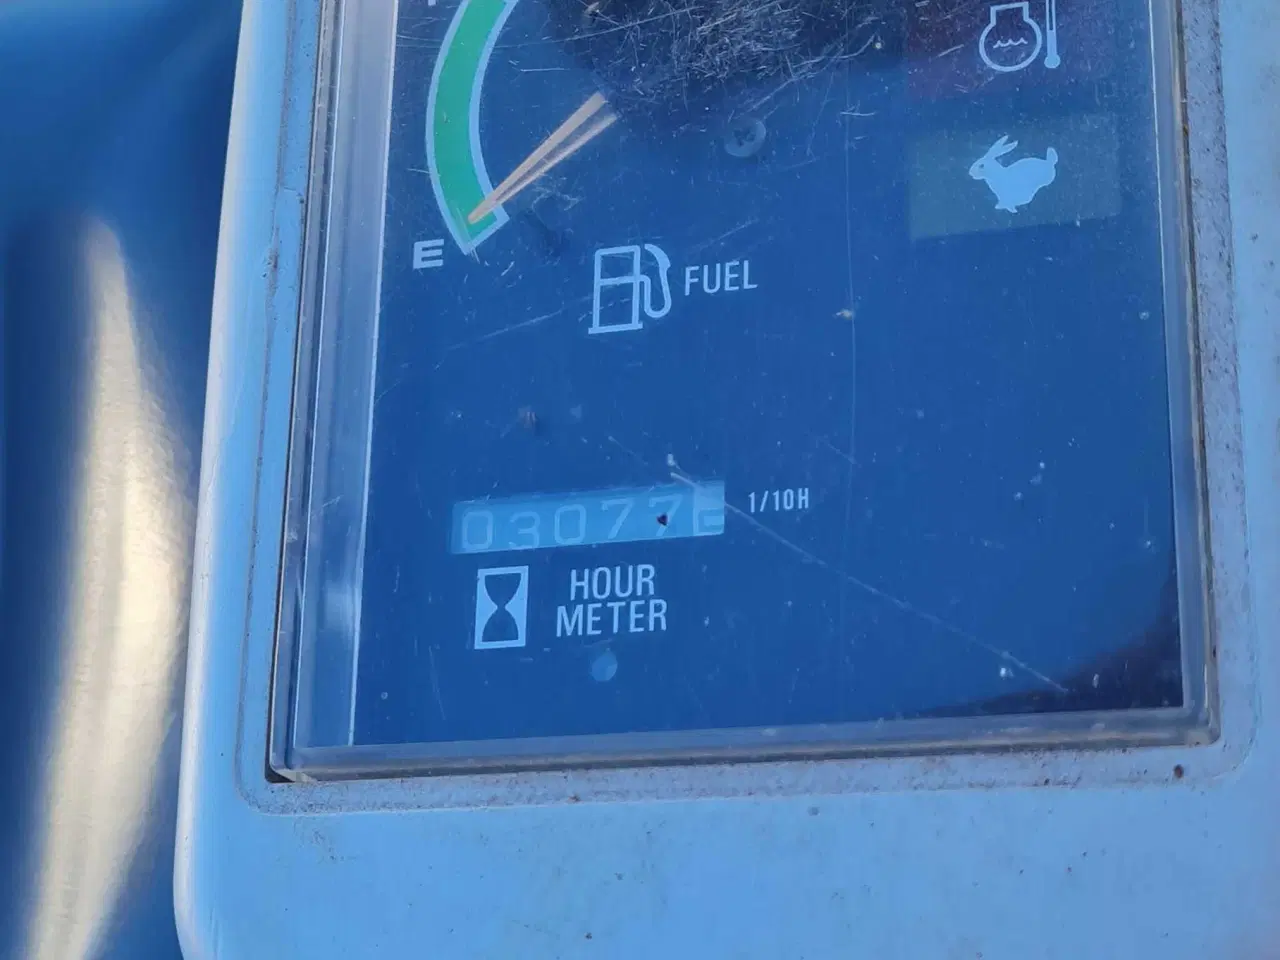 E
FUEL
03077 1/10H
HOUR
METER